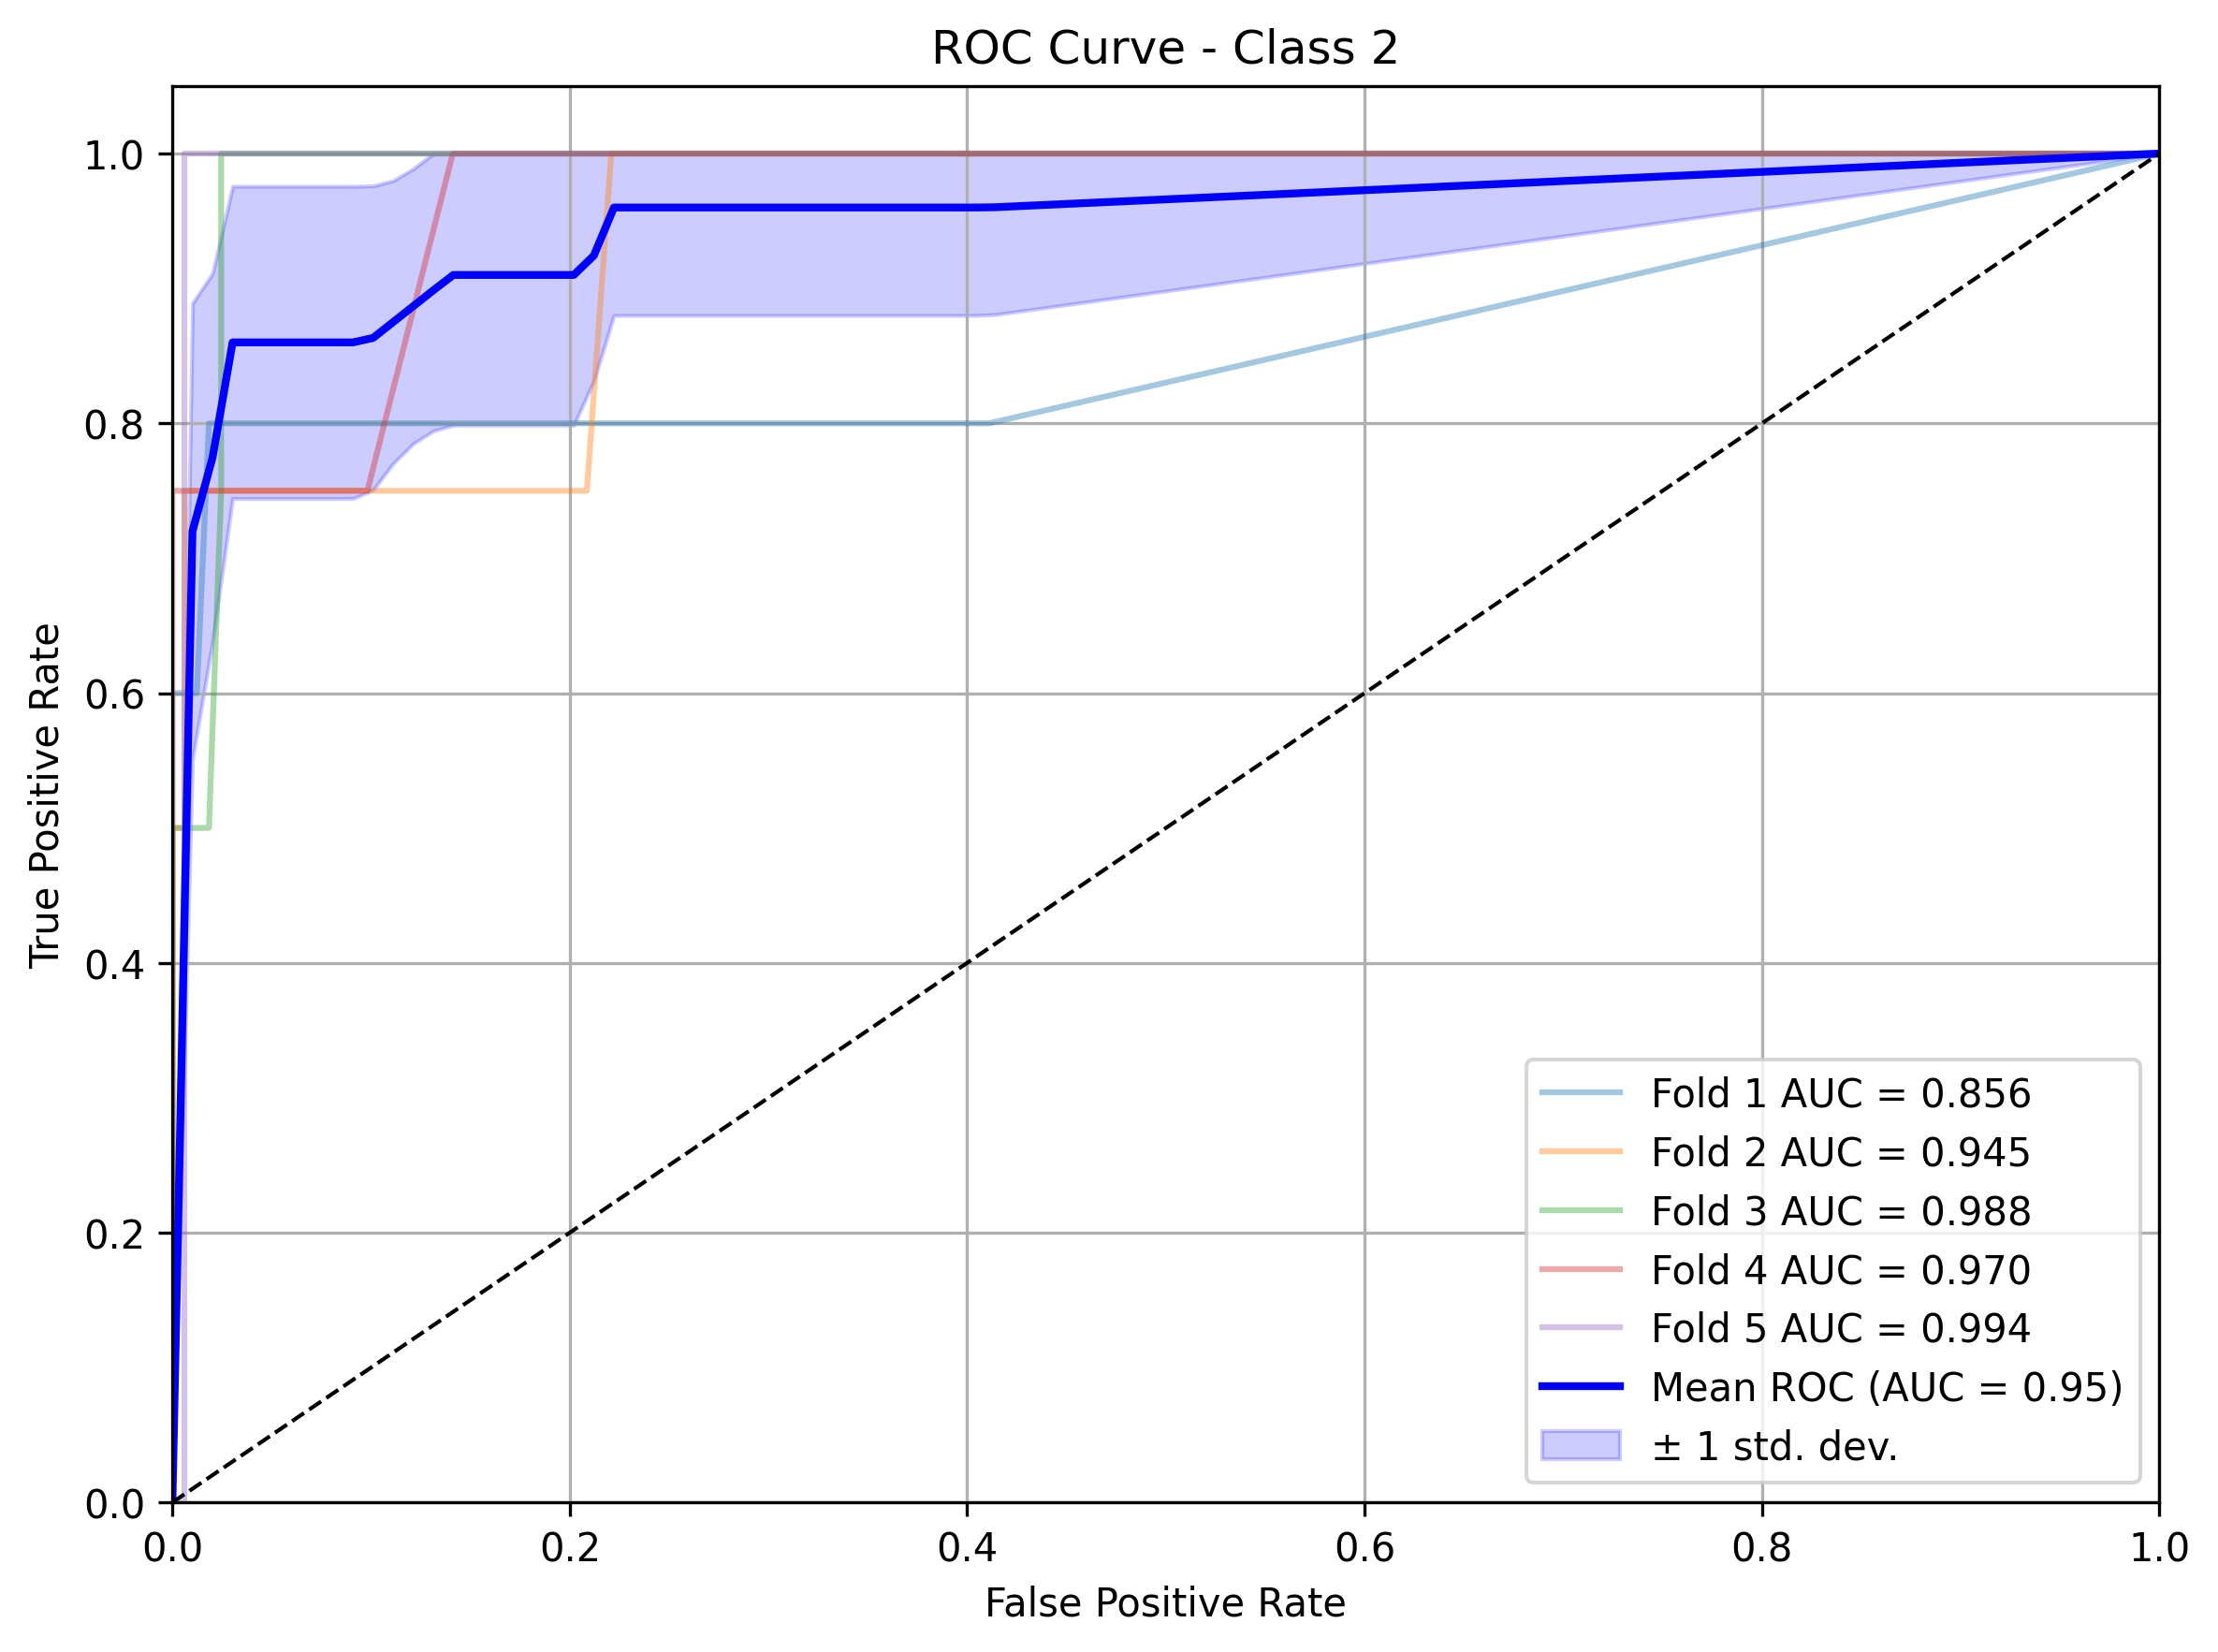 ROC Curve - Class 2
True Positive Rate
1.0
0.8
0.6
0.4
0.2
0.0
0.0 0.2 0.4 0.6 0.8 1.0
False Positive Rate
Fold 1 AUC = 0.856
Fold 2 AUC = 0.945
Fold 3 AUC = 0.988
Fold 4 AUC = 0.970
Fold 5 AUC = 0.994
Mean ROC (AUC = 0.95)
± 1 std. dev.